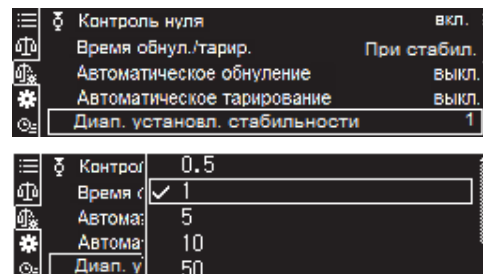 Контроль нуля вкл.
Время обнул./тарир. При стабил.
Автоматическое обнуление выкл.
Автоматическое тарирование выкл.
Диап. установл. стабильности 1
Контрол 0.5
Время о ✓ 1
Автома 5
Автома 10
Диап. у 50